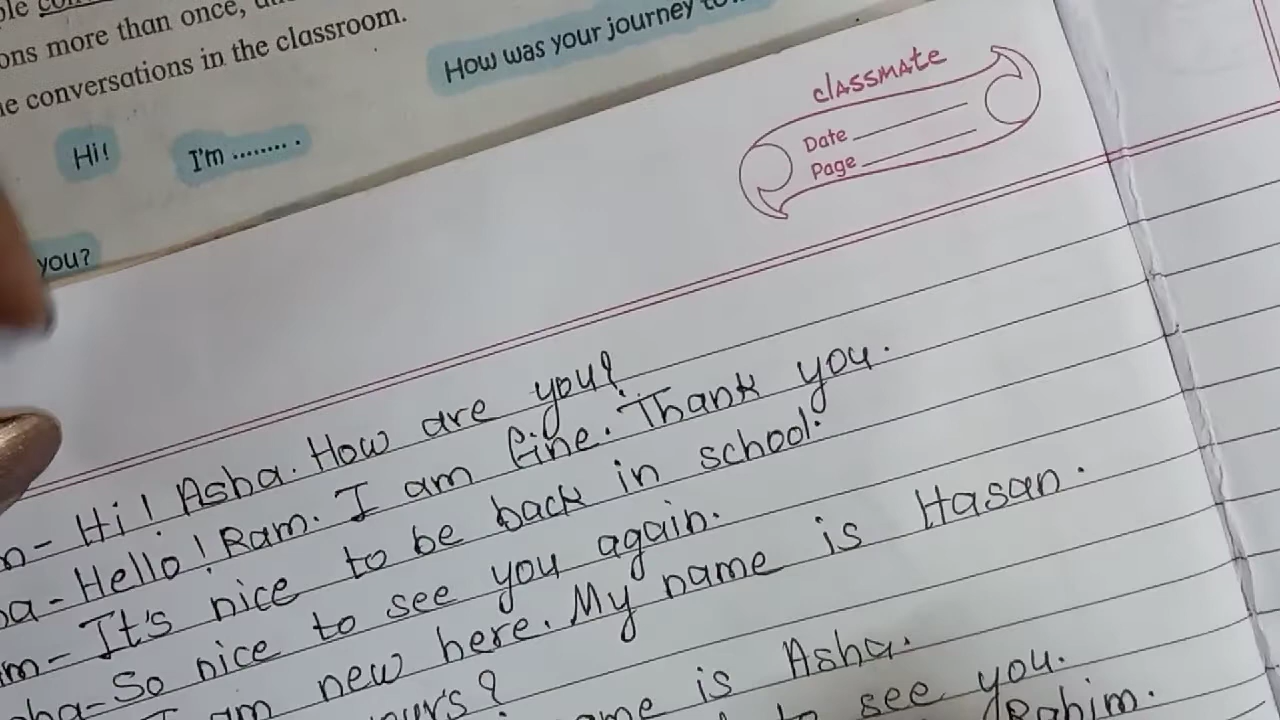 ons more than once,
conversations in the classroom.
How was your journey
Hi! I'm ........ .
you?
classmate
Date
Page
Hi! Asha. How are you?
Hello! Ram. I am fine. Thank you.
It's nice to be back in school.
So nice to see you again.
am new here. My name is Hasan.
is Asha.
to see you.
Rahim.